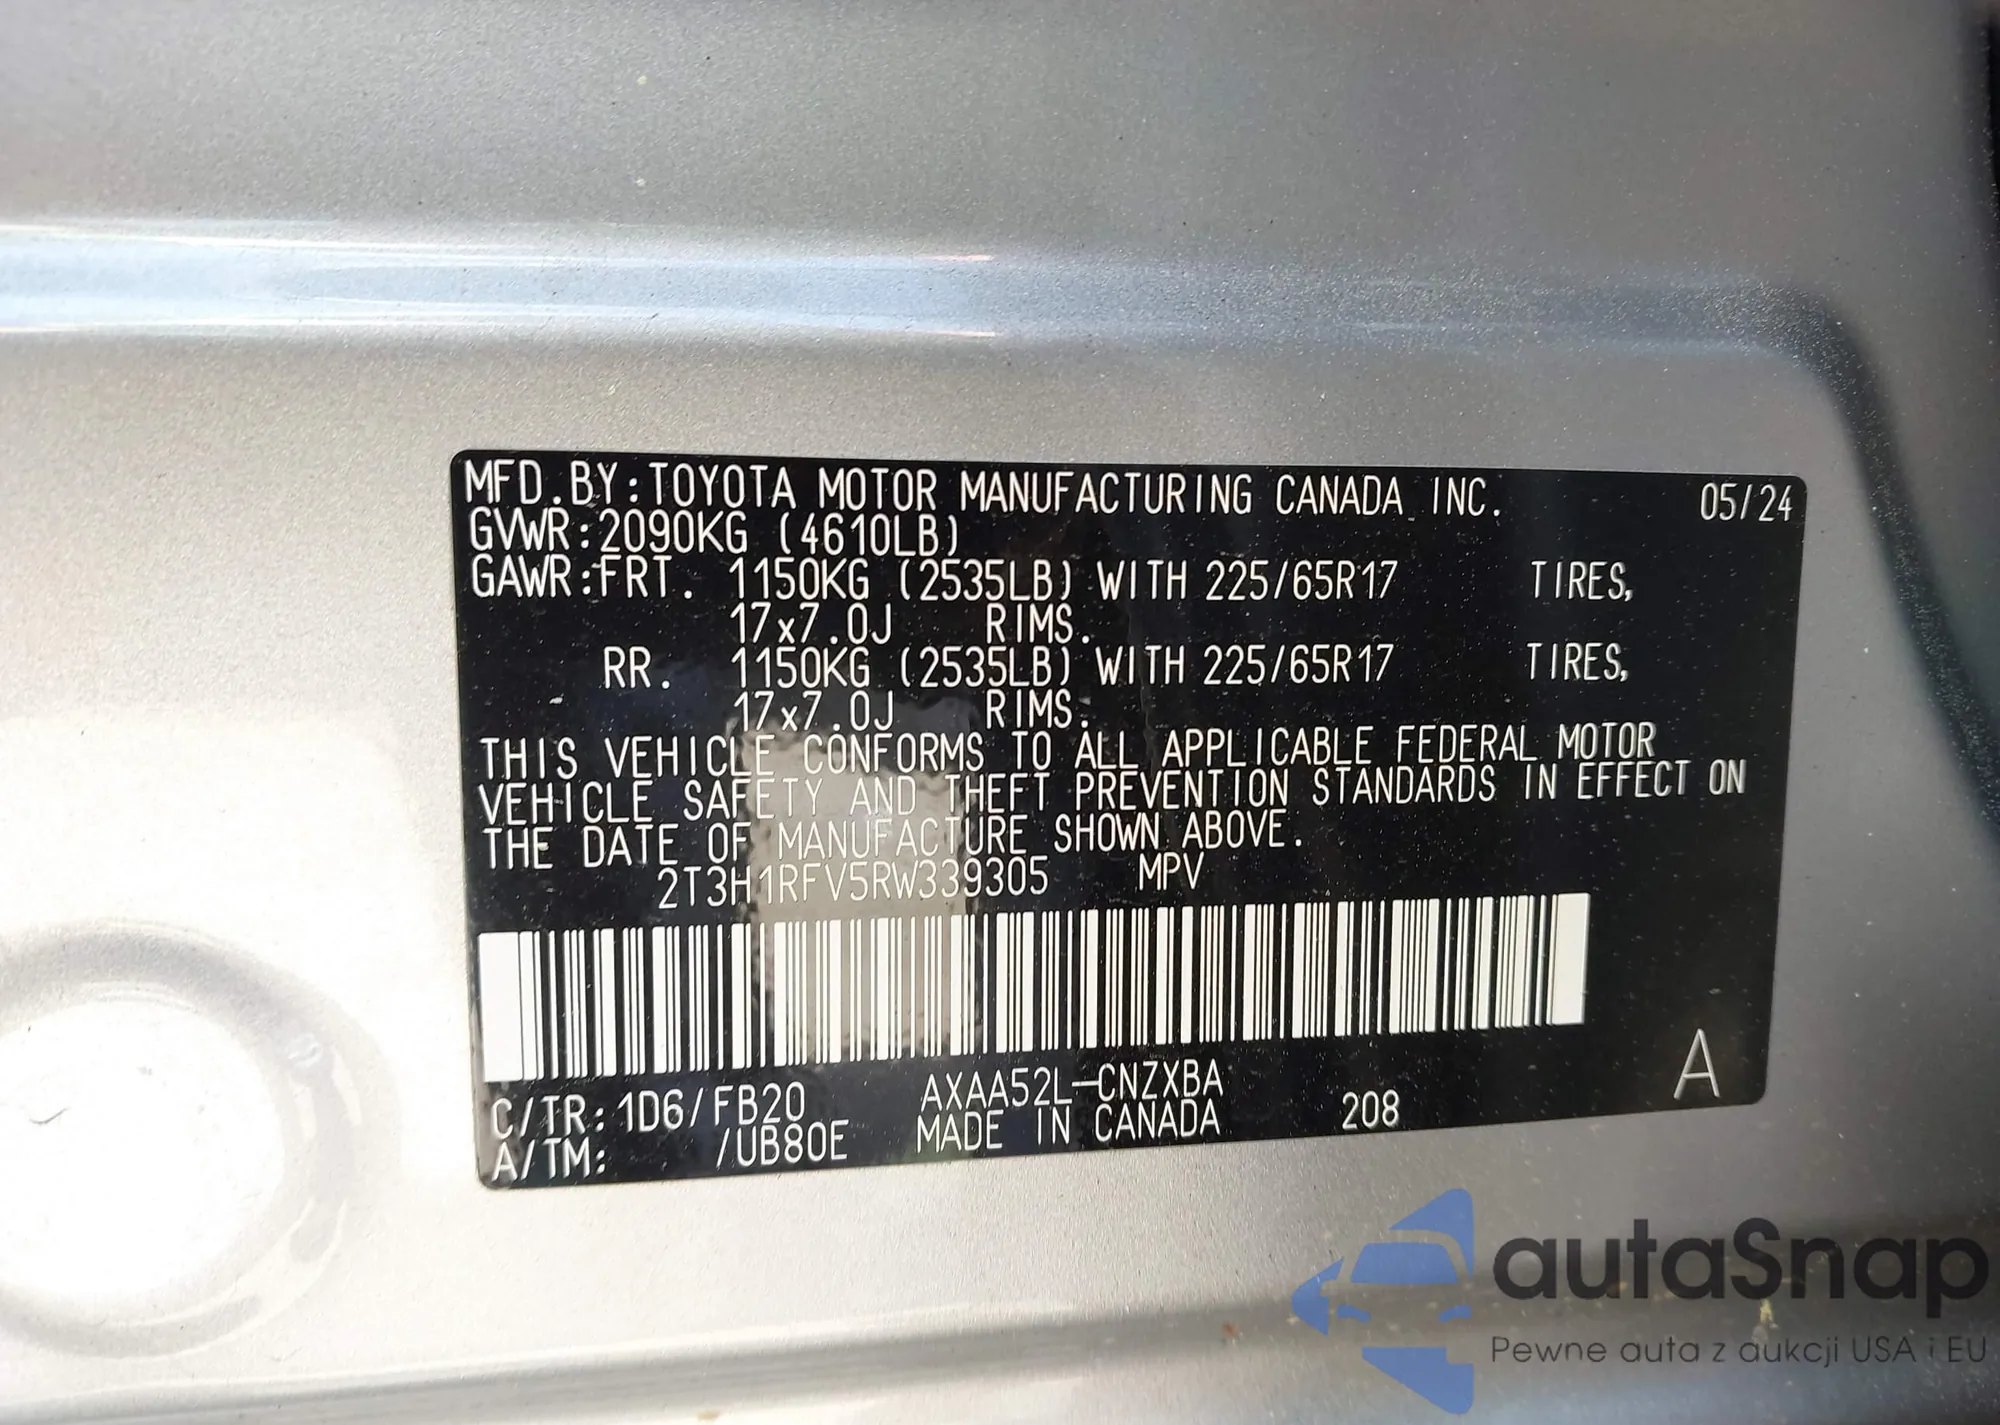 MFD.BY:TOYOTA MOTOR MANUFACTURING CANADA INC. 05/24
GVWR:2090KG (4610LB)
GAWR:FRT. 1150KG (2535LB) WITH 225/65R17 TIRES,
17x7.0J RIMS.
RR. 1150KG (2535LB) WITH 225/65R17 TIRES,
17x7.0J RIMS.
THIS VEHICLE CONFORMS TO ALL APPLICABLE FEDERAL MOTOR
VEHICLE SAFETY AND THEFT PREVENTION STANDARDS IN EFFECT ON
THE DATE OF MANUFACTURE SHOWN ABOVE.
2T3H1RFV5RW339305 MPV
C/TR:1D6/FB20 AXAA52L-CNZXBA
A/TM: /UB80E MADE IN CANADA 208 A
autaSnap
Pewne auta z aukcji USA i EU